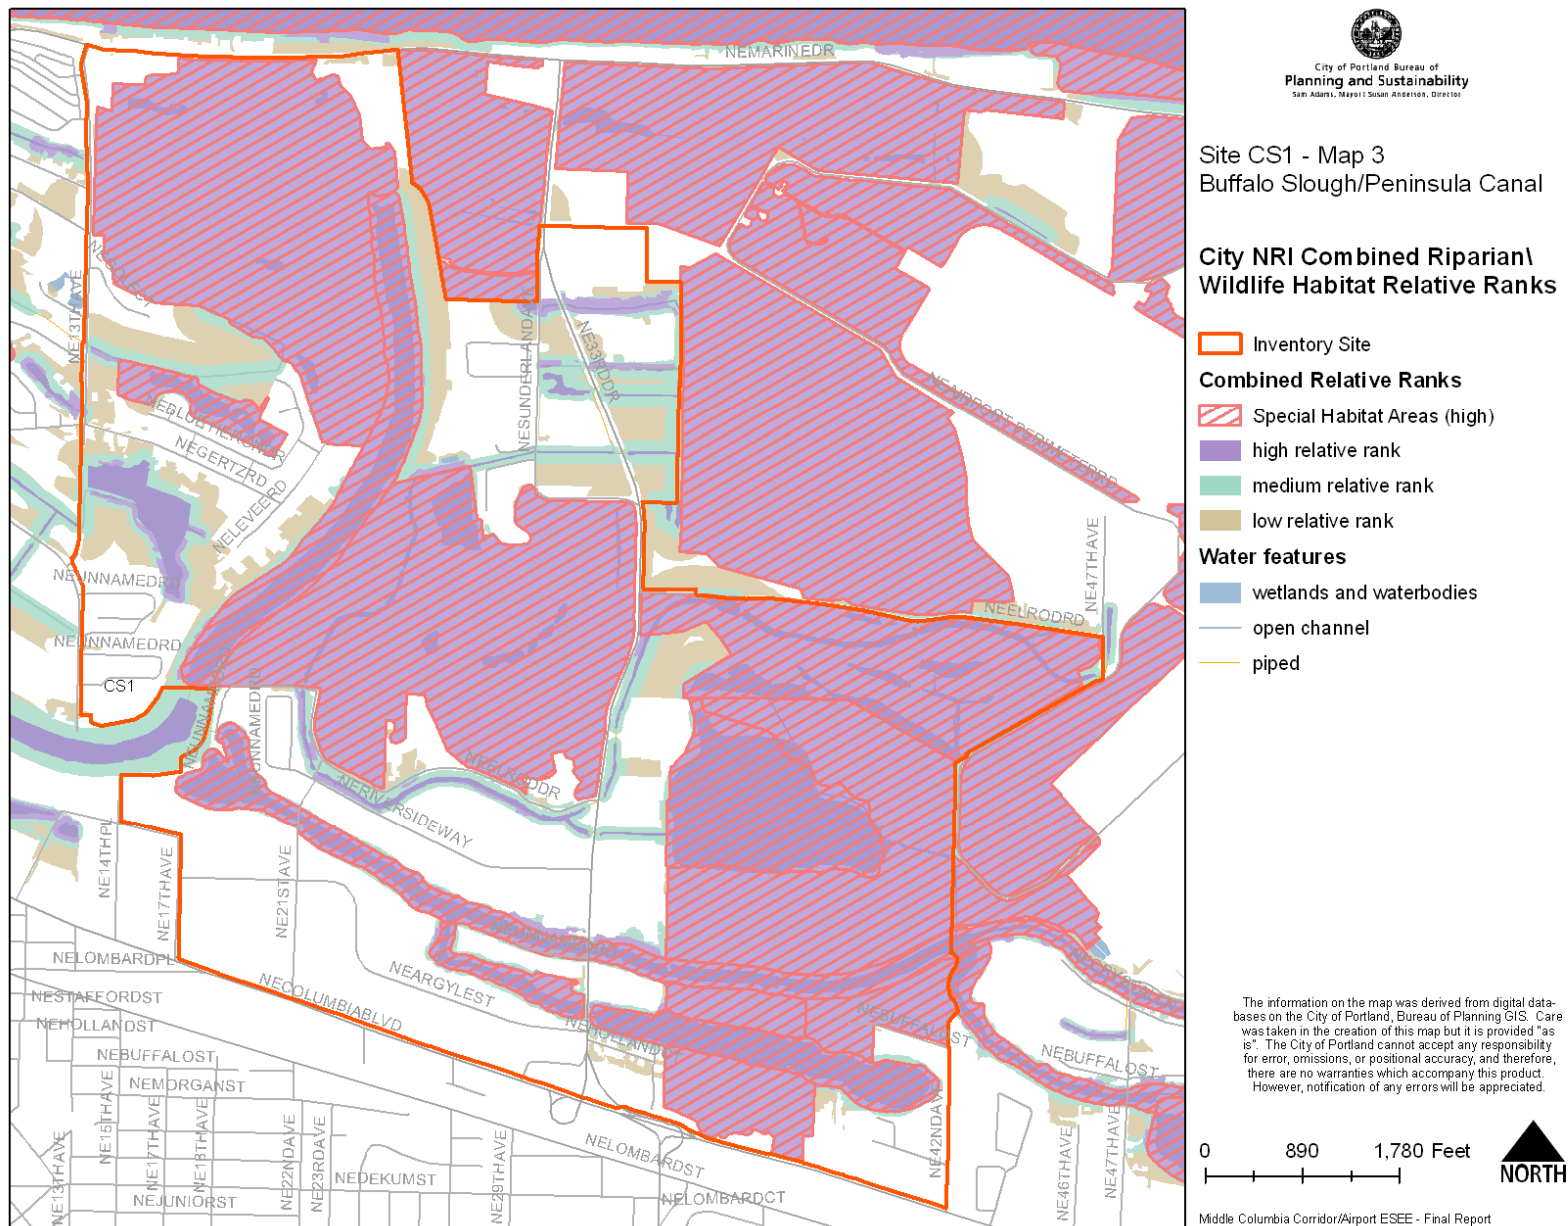 City of Portland Bureau of
Planning and Sustainability
Sam Adams, Mayor | Susan Anderson, Director
Site CS1 - Map 3
Buffalo Slough/Peninsula Canal
City NRI Combined Riparian\
Wildlife Habitat Relative Ranks
Inventory Site
Combined Relative Ranks
Special Habitat Areas (high)
high relative rank
medium relative rank
low relative rank
Water features
wetlands and waterbodies
open channel
piped
The information on the map was derived from digital data-
bases on the City of Portland, Bureau of Planning GIS. Care
was taken in the creation of this map but it is provided "as
is". The City of Portland cannot accept any responsibility
for error, omissions, or positional accuracy, and therefore,
there are no warranties which accompany this product.
However, notification of any errors will be appreciated.
0 890 1,780 Feet
NORTH
Middle Columbia Corridor/Airport ESEE - Final Report
NEMARINEDR
NE13THAVE
NE33RDDR
NESUNDERLANDAVE
NEAIRPORT PERIMETERRD
NEBLUEHERONDR
NEGERTZRD
NELEVEERD
NE47THAVE
NEUNNAMEDRD
NEELRODRD
NEUNNAMEDRD
CS1
NEUNNAMEDRD
NEUNNAMEDRD
NEELRODDR
NERIVERSIDEWAY
NE14THPL
NE17THAVE
NE21STAVE
NELOMBARDPL
NEARGYLEST
NECOLUMBIABLVD
NESTAFFORDST
NEHOLLANDST
NEHOLLANDCT
NEBUFFALOST
NEBUFFALOST
NEBUFFALOST
NEMORGANST
NE15THAVE
NE17THAVE
NE18THAVE
NE22NDAVE
NE23RDAVE
NE13THAVE
NE29THAVE
NE42NDAVE
NE46THAVE
NE47THAVE
NEDEKUMST
NELOMBARDST
NEJUNIORST
NELOMBARDCT